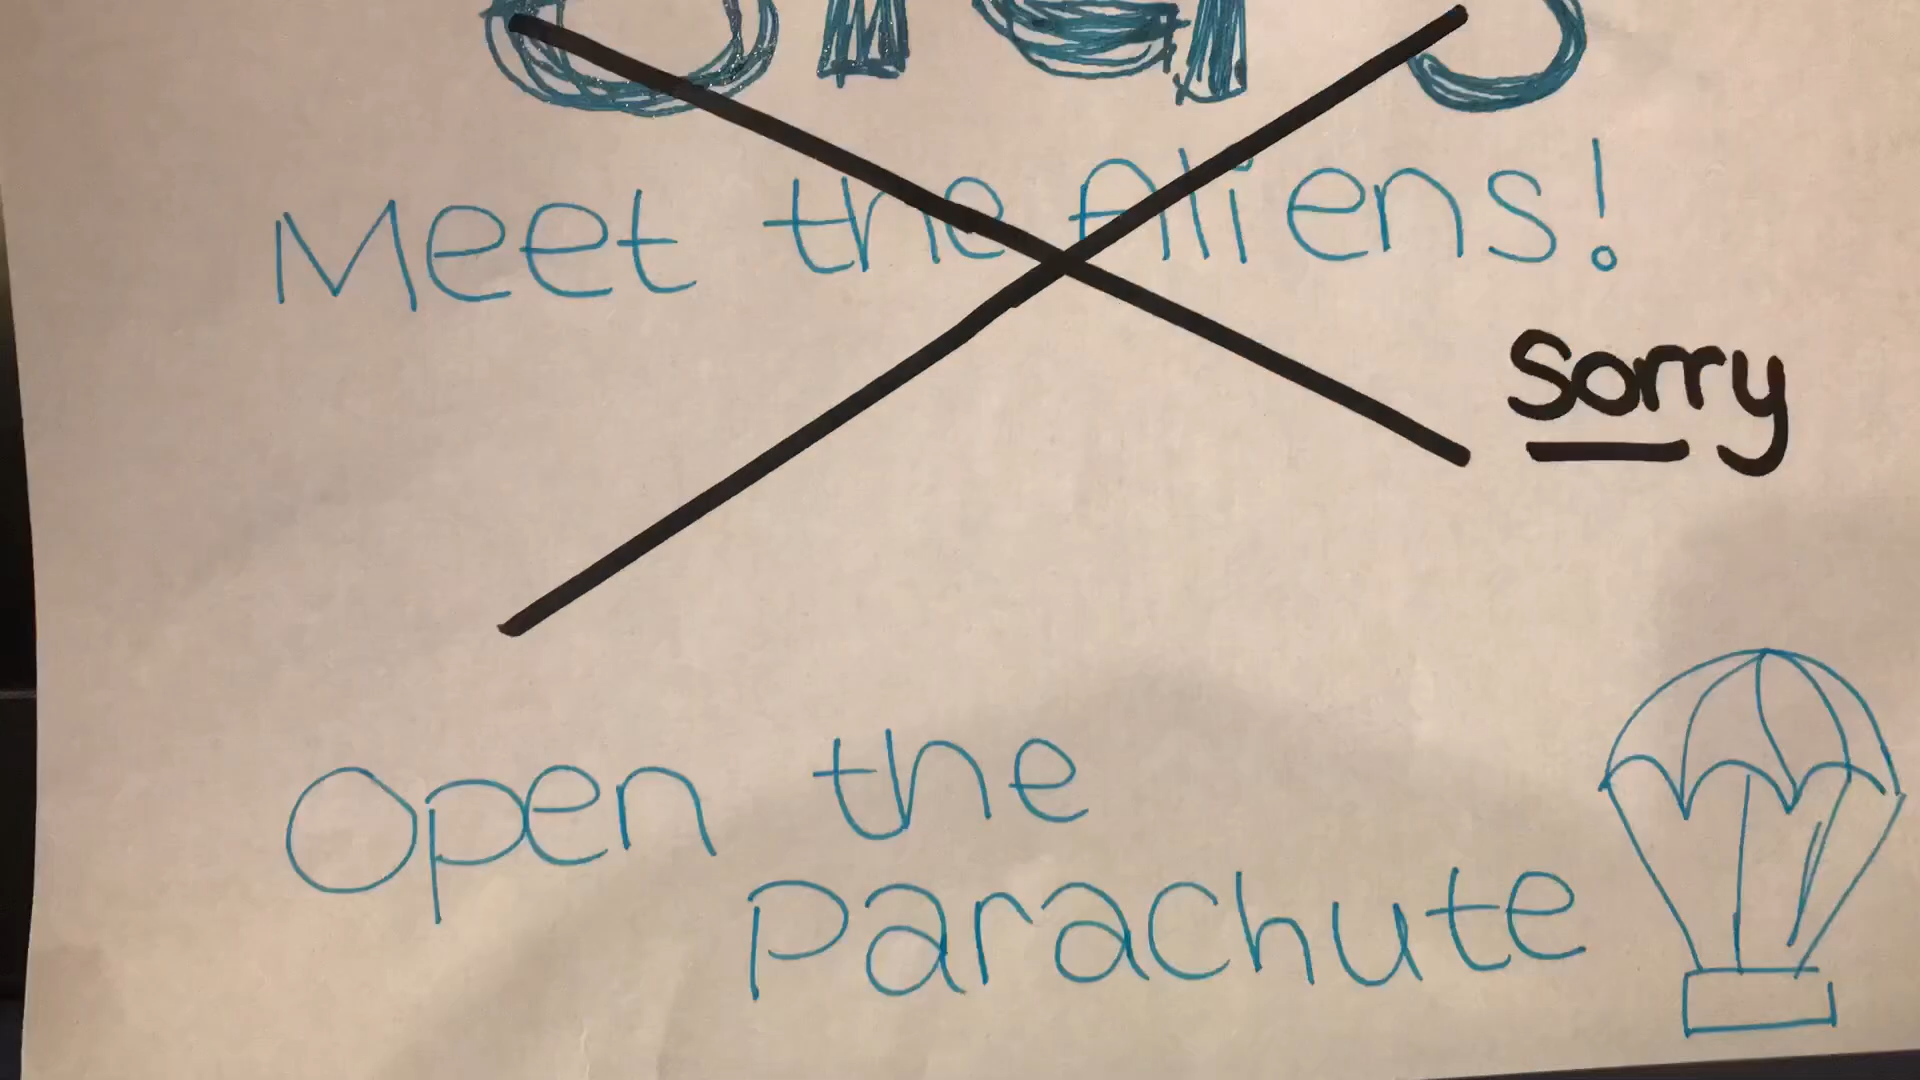 Meet the Aliens!
Sorry
Open the
Parachute